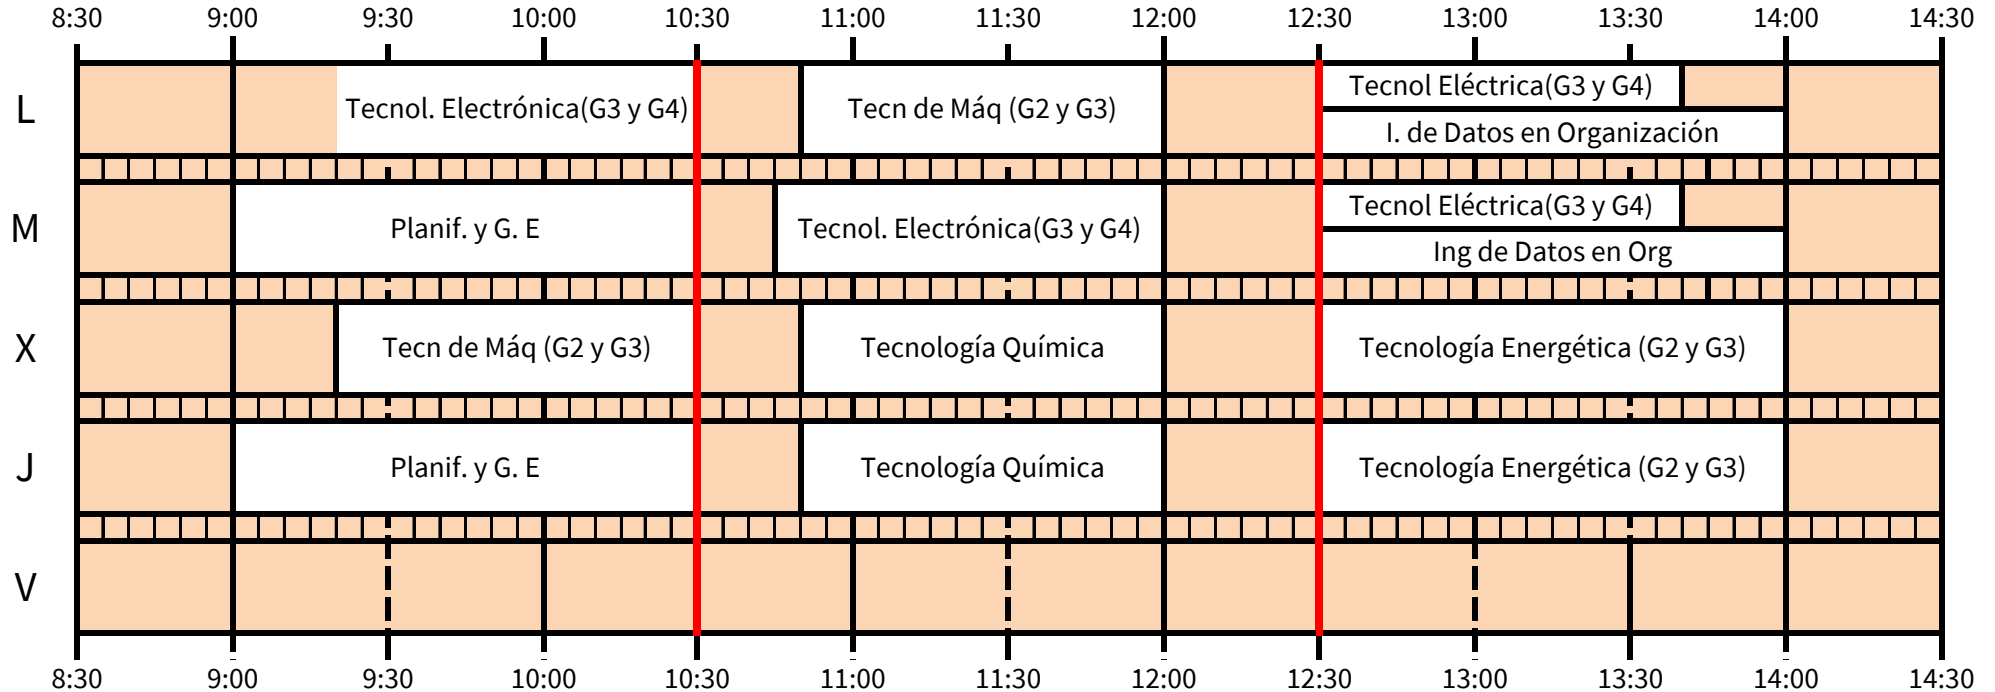 8:30 9:00 9:30 10:00 10:30 11:00 11:30 12:00 12:30 13:00 13:30 14:00 14:30
L
Tecnol. Electrónica(G3 y G4)
Tecn de Máq (G2 y G3)
Tecnol Eléctrica(G3 y G4)
I. de Datos en Organización
M
Planif. y G. E
Tecnol. Electrónica(G3 y G4)
Tecnol Eléctrica(G3 y G4)
Ing de Datos en Org
X
Tecn de Máq (G2 y G3)
Tecnología Química
Tecnología Energética (G2 y G3)
J
Planif. y G. E
Tecnología Química
Tecnología Energética (G2 y G3)
V
8:30 9:00 9:30 10:00 10:30 11:00 11:30 12:00 12:30 13:00 13:30 14:00 14:30